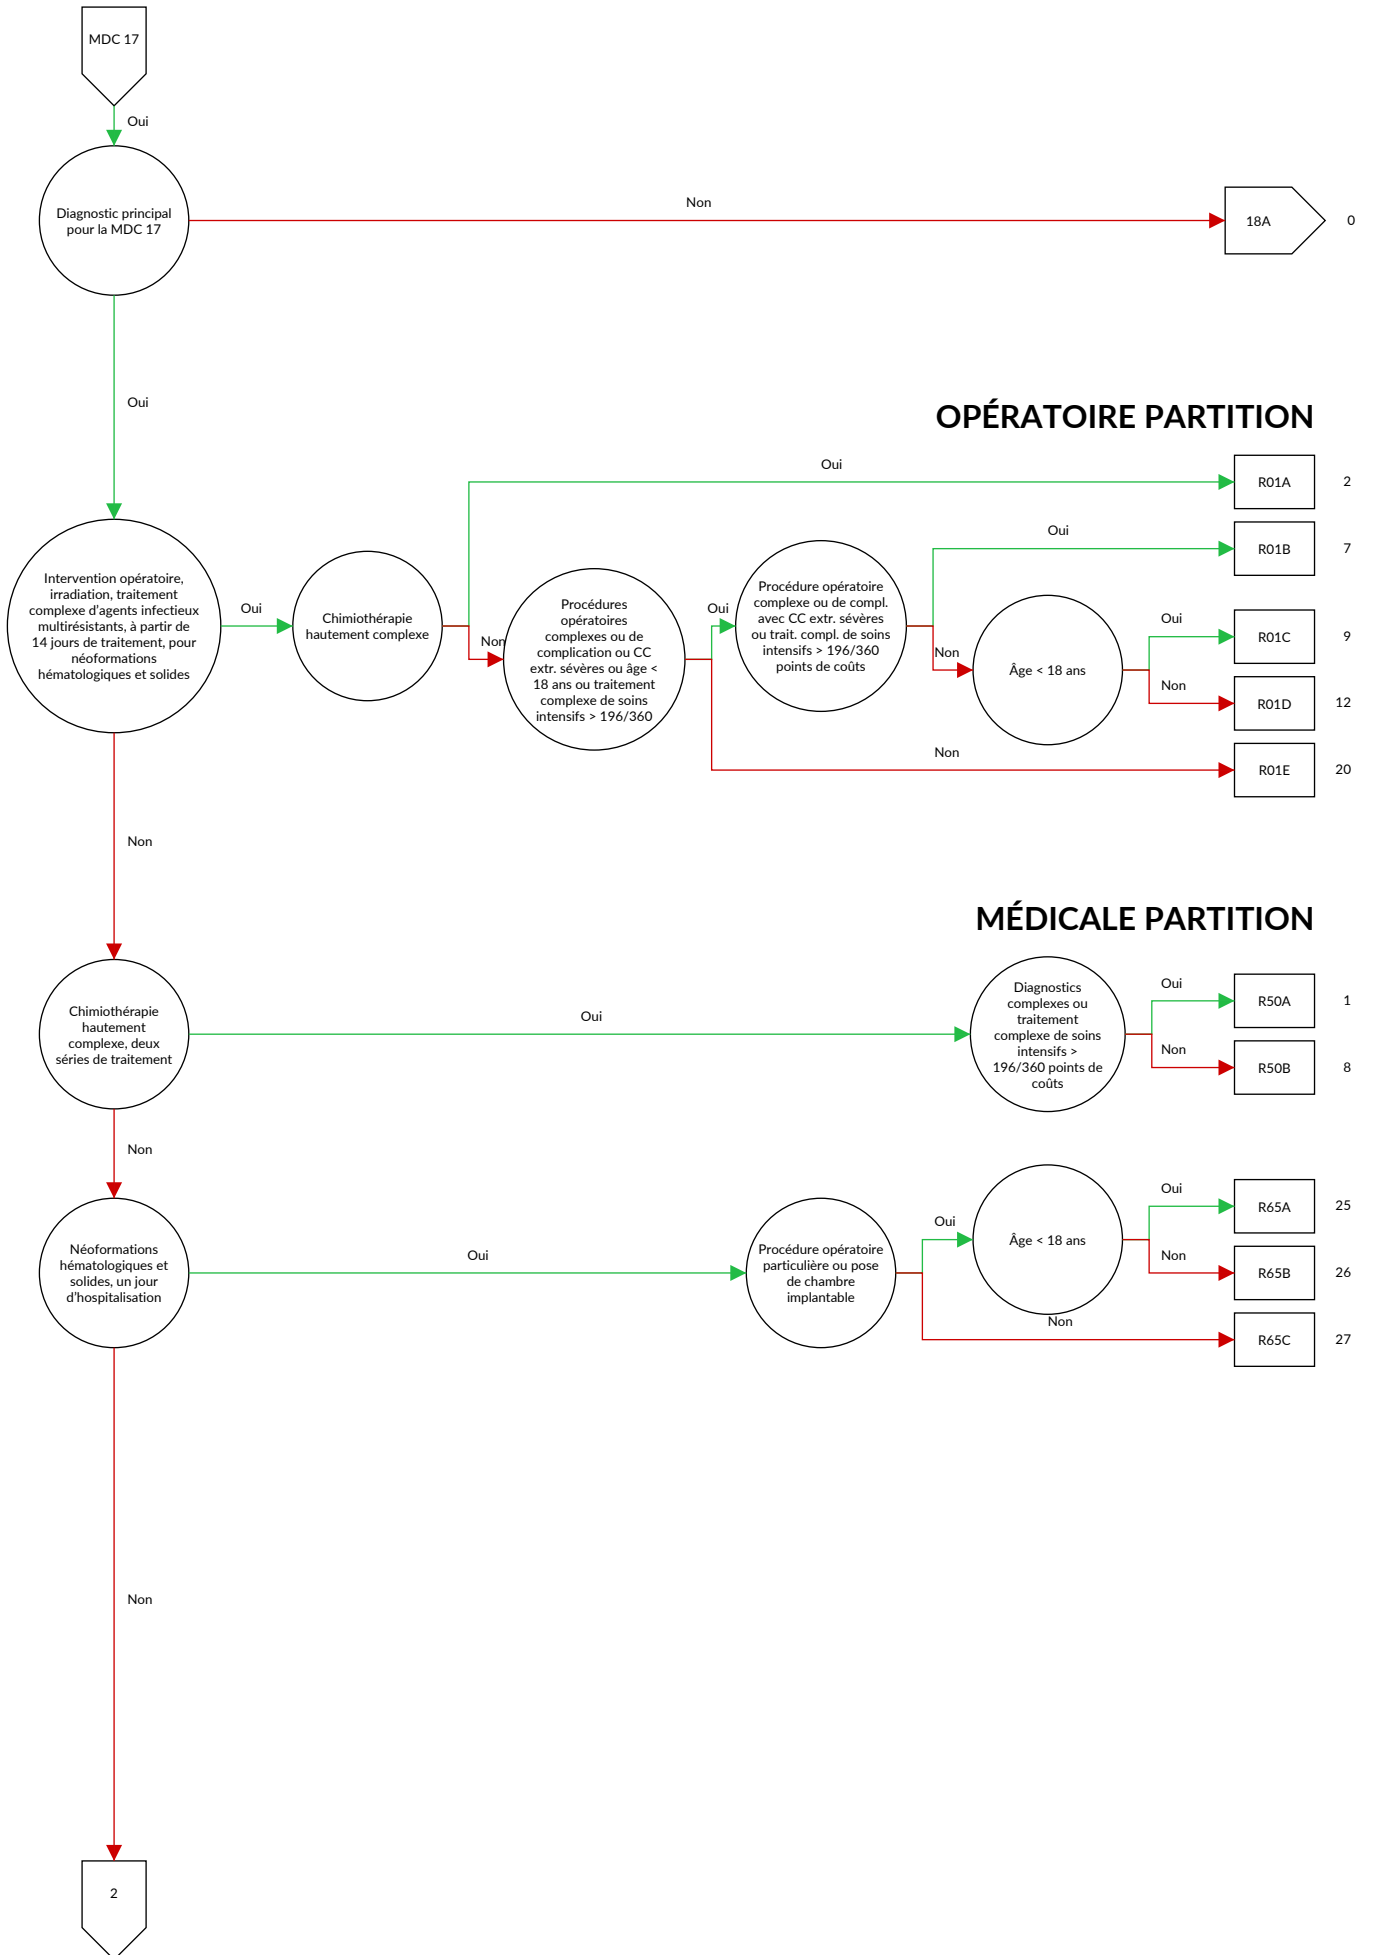 MDC 17
Oui
Diagnostic principal
pour la MDC 17
Non
18A
0
Oui
OPÉRATOIRE PARTITION
Intervention opératoire,
irradiation, traitement
complexe d'agents infectieux
multirésistants, à partir de
14 jours de traitement, pour
néoformations
hématologiques et solides
Oui
Chimiothérapie
hautement complexe
Oui
R01A
2
Non
Procédures
opératoires
complexes ou de
complication ou CC
extr. sévères ou âge <
18 ans ou traitement
complexe de soins
intensifs > 196/360
Oui
Procédure opératoire
complexe ou de compl.
avec CC extr. sévères
ou trait. compl. de soins
intensifs > 196/360
points de coûts
Oui
R01B
7
Non
Âge < 18 ans
Oui
R01C
9
Non
R01D
12
Non
R01E
20
Non
MÉDICALE PARTITION
Chimiothérapie
hautement
complexe, deux
séries de traitement
Oui
Diagnostics
complexes ou
traitement
complexe de soins
intensifs >
196/360 points de
coûts
Oui
R50A
1
Non
R50B
8
Non
Néoformations
hématologiques et
solides, un jour
d'hospitalisation
Oui
Procédure opératoire
particulière ou pose
de chambre
implantable
Oui
Âge < 18 ans
Oui
R65A
25
Non
R65B
26
Non
R65C
27
Non
2